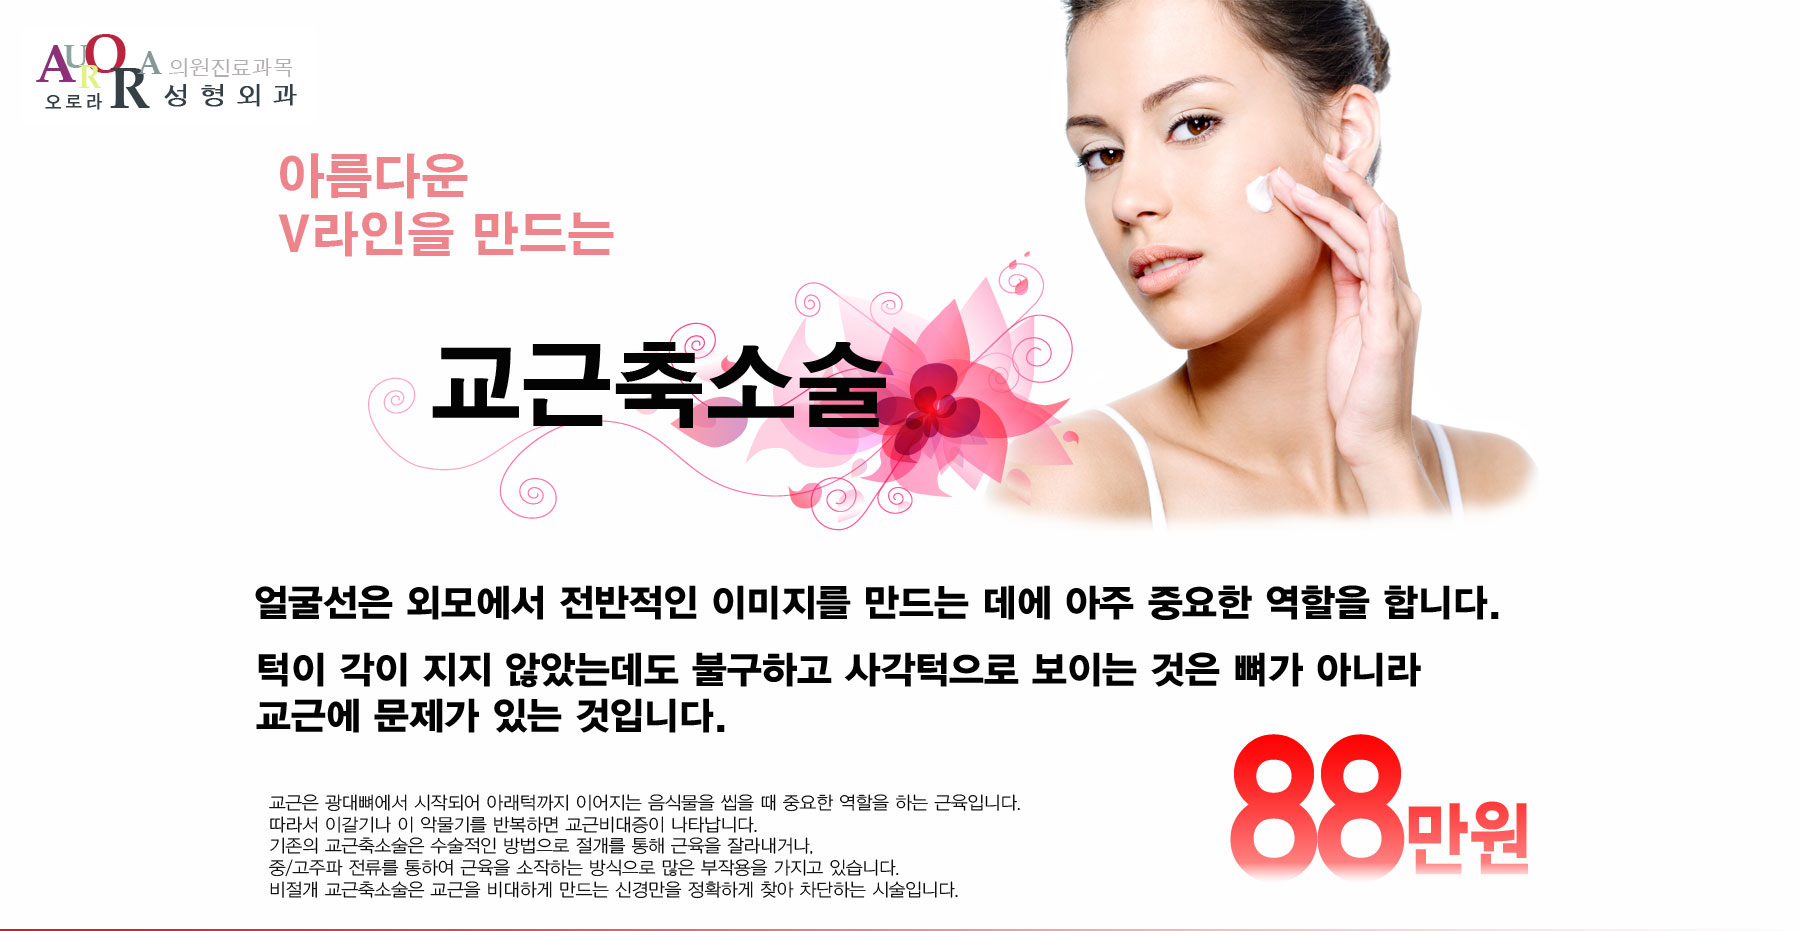 AURORA
오로라
의원진료과목
성형외과
아름다운
V라인을 만드는
교근축소술
얼굴선은 외모에서 전반적인 이미지를 만드는 데에 아주 중요한 역할을 합니다.
턱이 각이 지지 않았는데도 불구하고 사각턱으로 보이는 것은 뼈가 아니라
교근에 문제가 있는 것입니다.
88만원
교근은 광대뼈에서 시작되어 아래턱까지 이어지는 음식물을 씹을 때 중요한 역할을 하는 근육입니다.
따라서 이갈기나 이 악물기를 반복하면 교근비대증이 나타납니다.
기존의 교근축소술은 수술적인 방법으로 절개를 통해 근육을 잘라내거나,
중/고주파 전류를 통하여 근육을 소작하는 방식으로 많은 부작용을 가지고 있습니다.
비절개 교근축소술은 교근을 비대하게 만드는 신경만을 정확하게 찾아 차단하는 시술입니다.